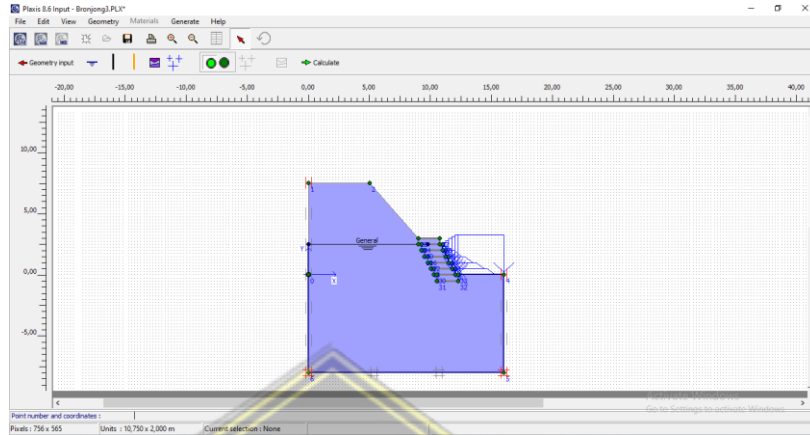 Plaxis 8.6 Input - Bronjong3.PLX*
File Edit View Geometry Materials Generate Help
Geometry input Calculate
-20,00 -15,00 -10,00 -5,00 0,00 5,00 10,00 15,00 20,00 25,00 30,00 35,00 40,00
10,00
5,00
0,00
-5,00
1 2
General
Y
0 X 4
31 32
6 5
Activate Windows
Go to Settings to activate Windows.
Point number and coordinates :
Pixels : 756 x 565 Units : 10,750 x 2,000 m Current selection : None